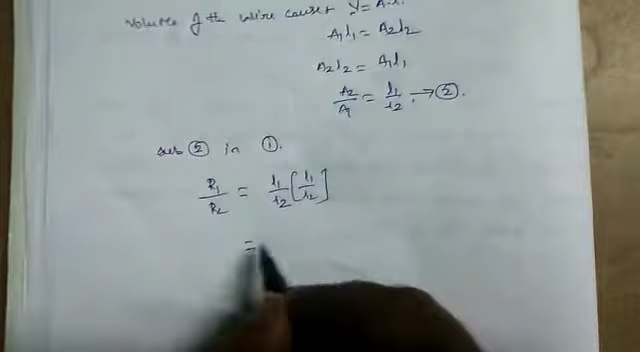 Volume of the wire V = A.l.
A₁l₁ = A₂l₂
A₂l₂ = A₁l₁
A₂/A₁ = l₁/l₂ → ②.
sub ② in ①.
R₁/R₂ = l₁/l₂ [l₁/l₂]
=